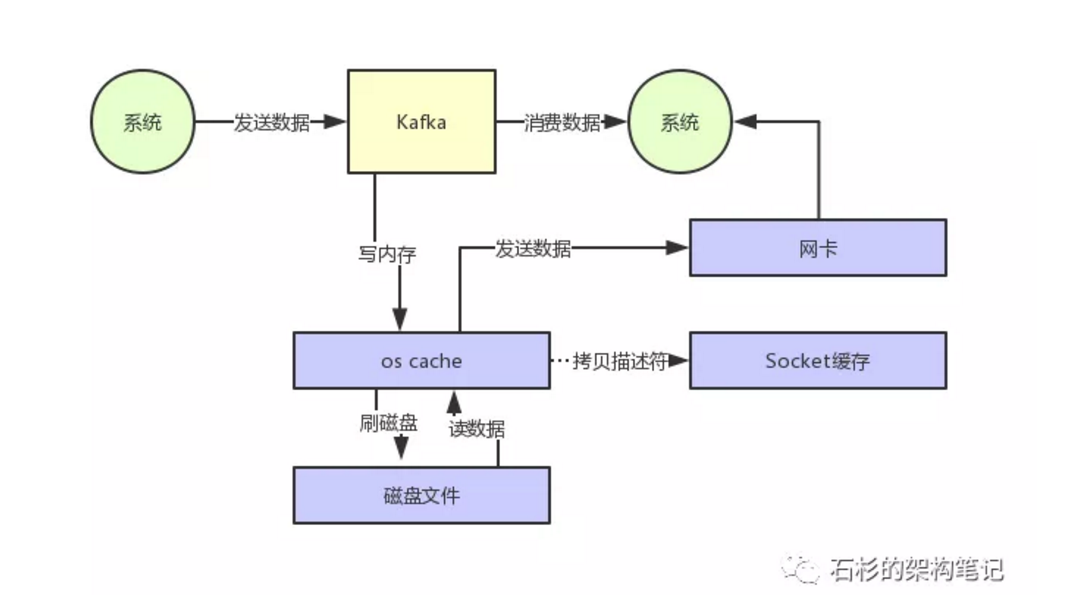 系统
发送数据
Kafka
消费数据
系统
写内存
发送数据
网卡
os cache
拷贝描述符
Socket缓存
刷磁盘
读数据
磁盘文件
石杉的架构笔记